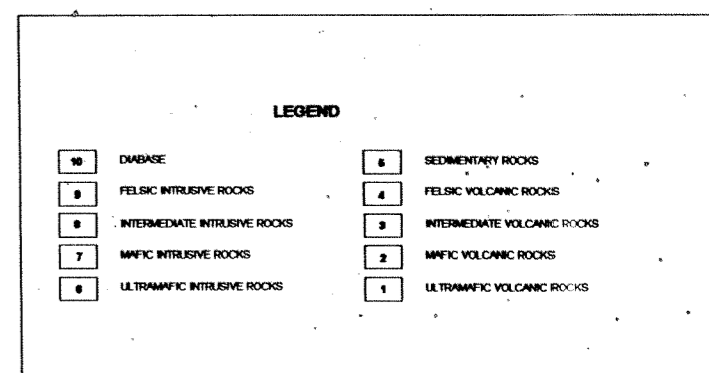 LEGEND
10 DIABASE
9 FELSIC INTRUSIVE ROCKS
8 INTERMEDIATE INTRUSIVE ROCKS
7 MAFIC INTRUSIVE ROCKS
6 ULTRAMAFIC INTRUSIVE ROCKS
5 SEDIMENTARY ROCKS
4 FELSIC VOLCANIC ROCKS
3 INTERMEDIATE VOLCANIC ROCKS
2 MAFIC VOLCANIC ROCKS
1 ULTRAMAFIC VOLCANIC ROCKS